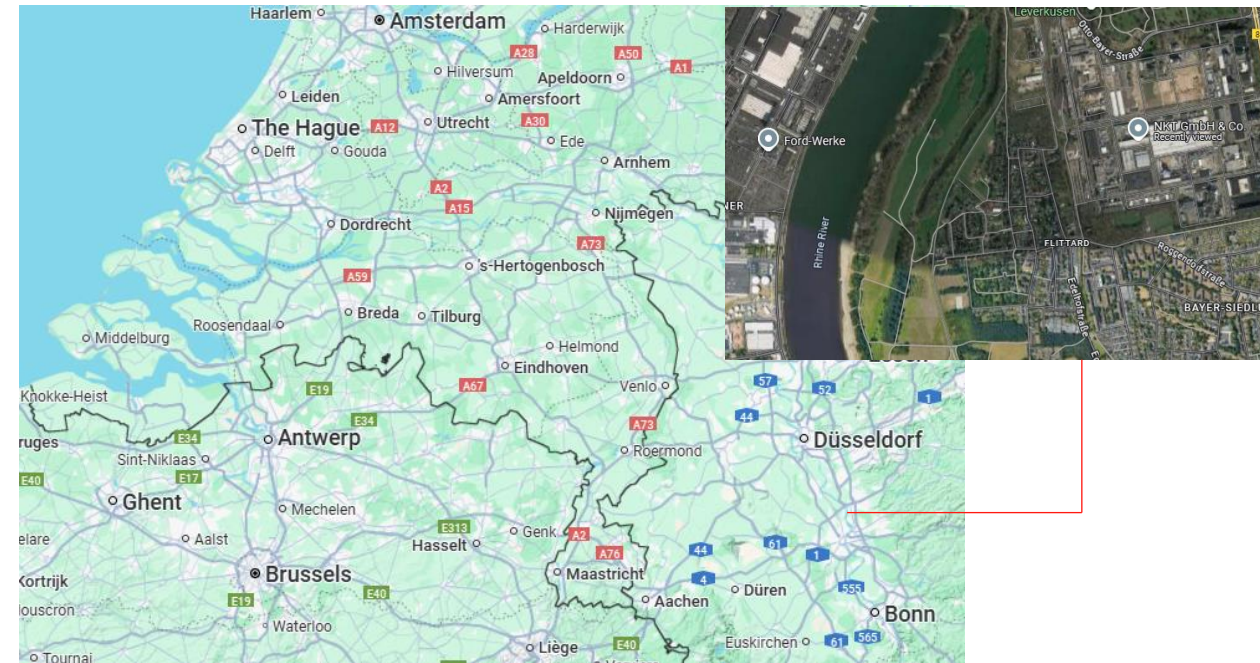 Haarlem
Amsterdam
Harderwijk
A28
A50
A1
Hilversum
Apeldoorn
Leiden
Amersfoort
The Hague
A12
Utrecht
A30
Delft
Gouda
Ede
Arnhem
A2
A15
Nijmegen
Dordrecht
A73
's-Hertogenbosch
A59
Roosendaal
Breda
Tilburg
Middelburg
Helmond
Eindhoven
Venlo
A67
E19
Knokke-Heist
E34
A73
ruges
E34
Antwerp
Roermond
Sint-Niklaas
E17
E40
Ghent
Mechelen
E313
Genk
A2
elare
Aalst
Hasselt
A76
Kortrijk
Brussels
Maastricht
E19
E40
Aachen
ouscron
Waterloo
Liège
E40
Tournai
57
52
1
44
Düsseldorf
44
61
1
4
Düren
555
Bonn
Euskirchen
61
565
Leverkusen
Otto Bayer-Straße
8
Ford-Werke
NKT GmbH & Co
Recently viewed
NER
Rhine River
FLITTARD
Roggendorfstraße
Edelhofstraße
BAYER-SIEDL
E